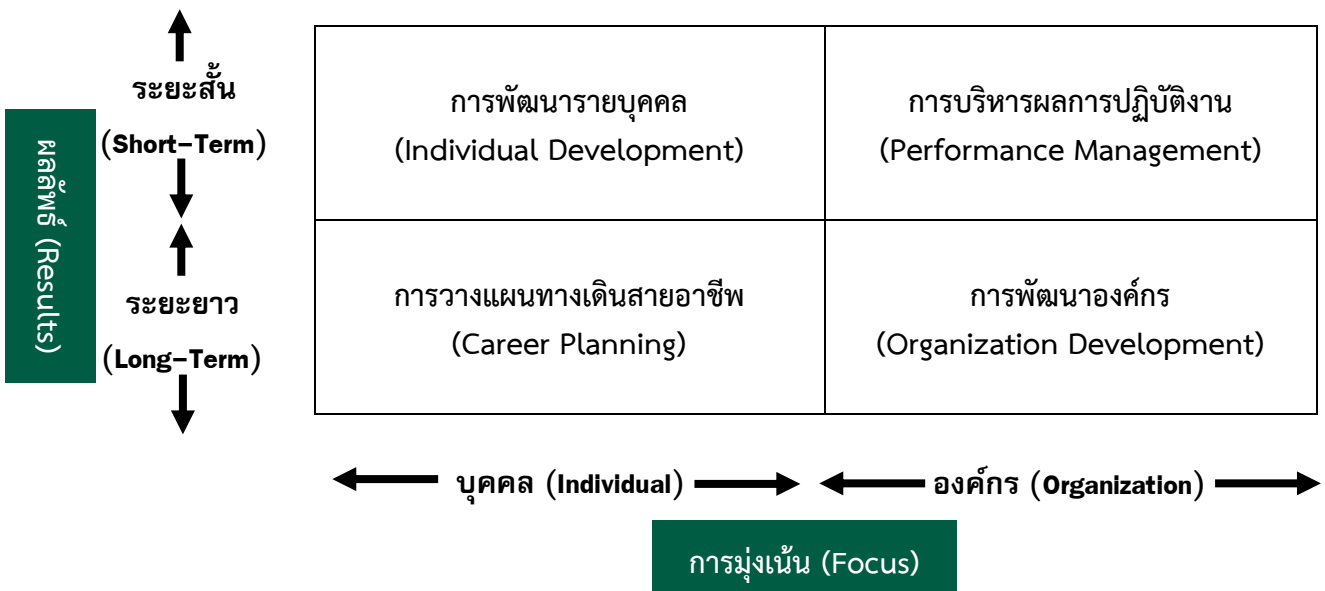 ผลลัพธ์ (Results)
ระยะสั้น
(Short-Term)
ระยะยาว
(Long-Term)
การพัฒนารายบุคคล
(Individual Development)
การบริหารผลการปฏิบัติงาน
(Performance Management)
การวางแผนทางเดินสายอาชีพ
(Career Planning)
การพัฒนาองค์กร
(Organization Development)
บุคคล (Individual)
องค์กร (Organization)
การมุ่งเน้น (Focus)